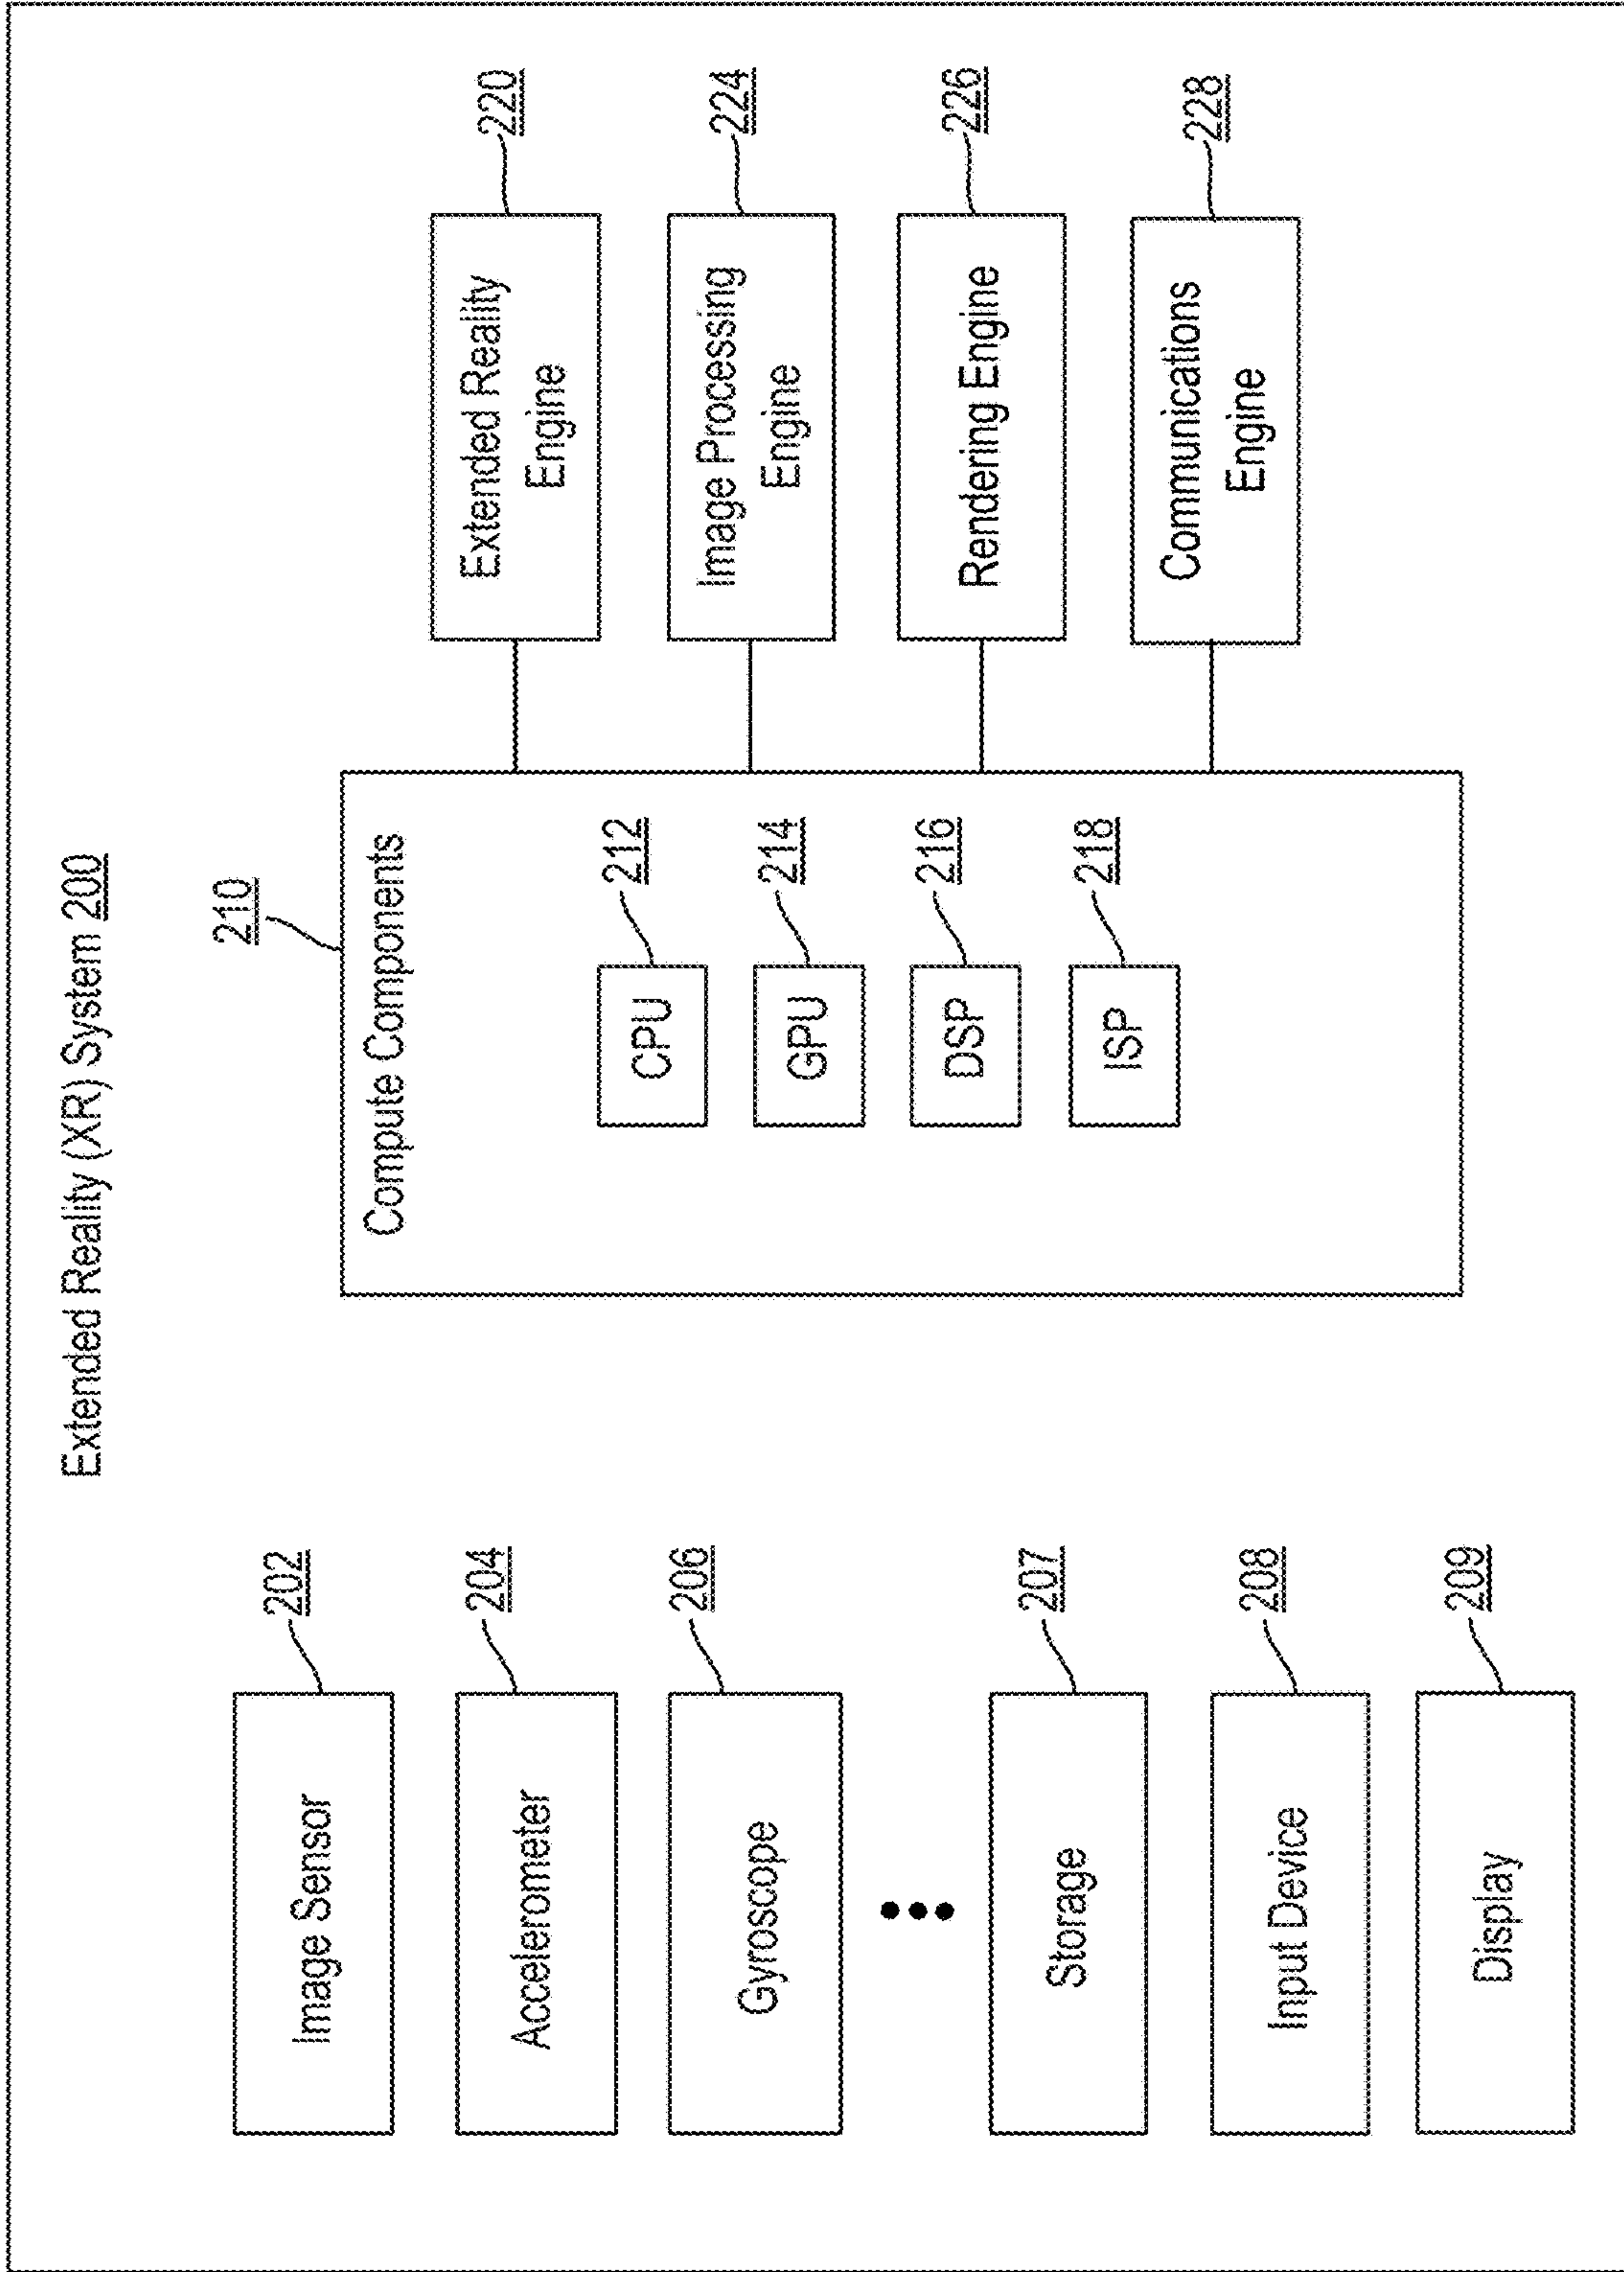 Extended Reality (XR) System 200
Image Sensor
202
Accelerometer
204
Gyroscope
206
Storage
207
Input Device
208
Display
209
210
Compute Components
CPU
212
GPU
214
DSP
216
ISP
218
Extended Reality
Engine
220
Image Processing
Engine
224
Rendering Engine
226
Communications
Engine
228